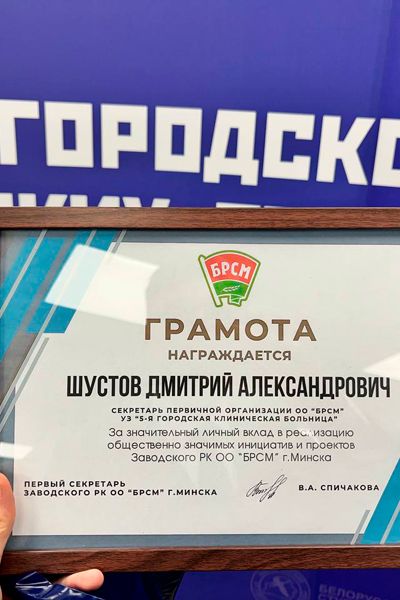 ГОРОДСКО
БРСМ
ГРАМОТА
НАГРАЖДАЕТСЯ
ШУСТОВ ДМИТРИЙ АЛЕКСАНДРОВИЧ
СЕКРЕТАРЬ ПЕРВИЧНОЙ ОРГАНИЗАЦИИ ОО "БРСМ"
УЗ "5-Я ГОРОДСКАЯ КЛИНИЧЕСКАЯ БОЛЬНИЦА"
За значительный личный вклад в реализацию
общественно значимых инициатив и проектов
Заводского РК ОО "БРСМ" г.Минска
ПЕРВЫЙ СЕКРЕТАРЬ
ЗАВОДСКОГО РК ОО "БРСМ" Г.МИНСКА
В.А. СПИЧАКОВА